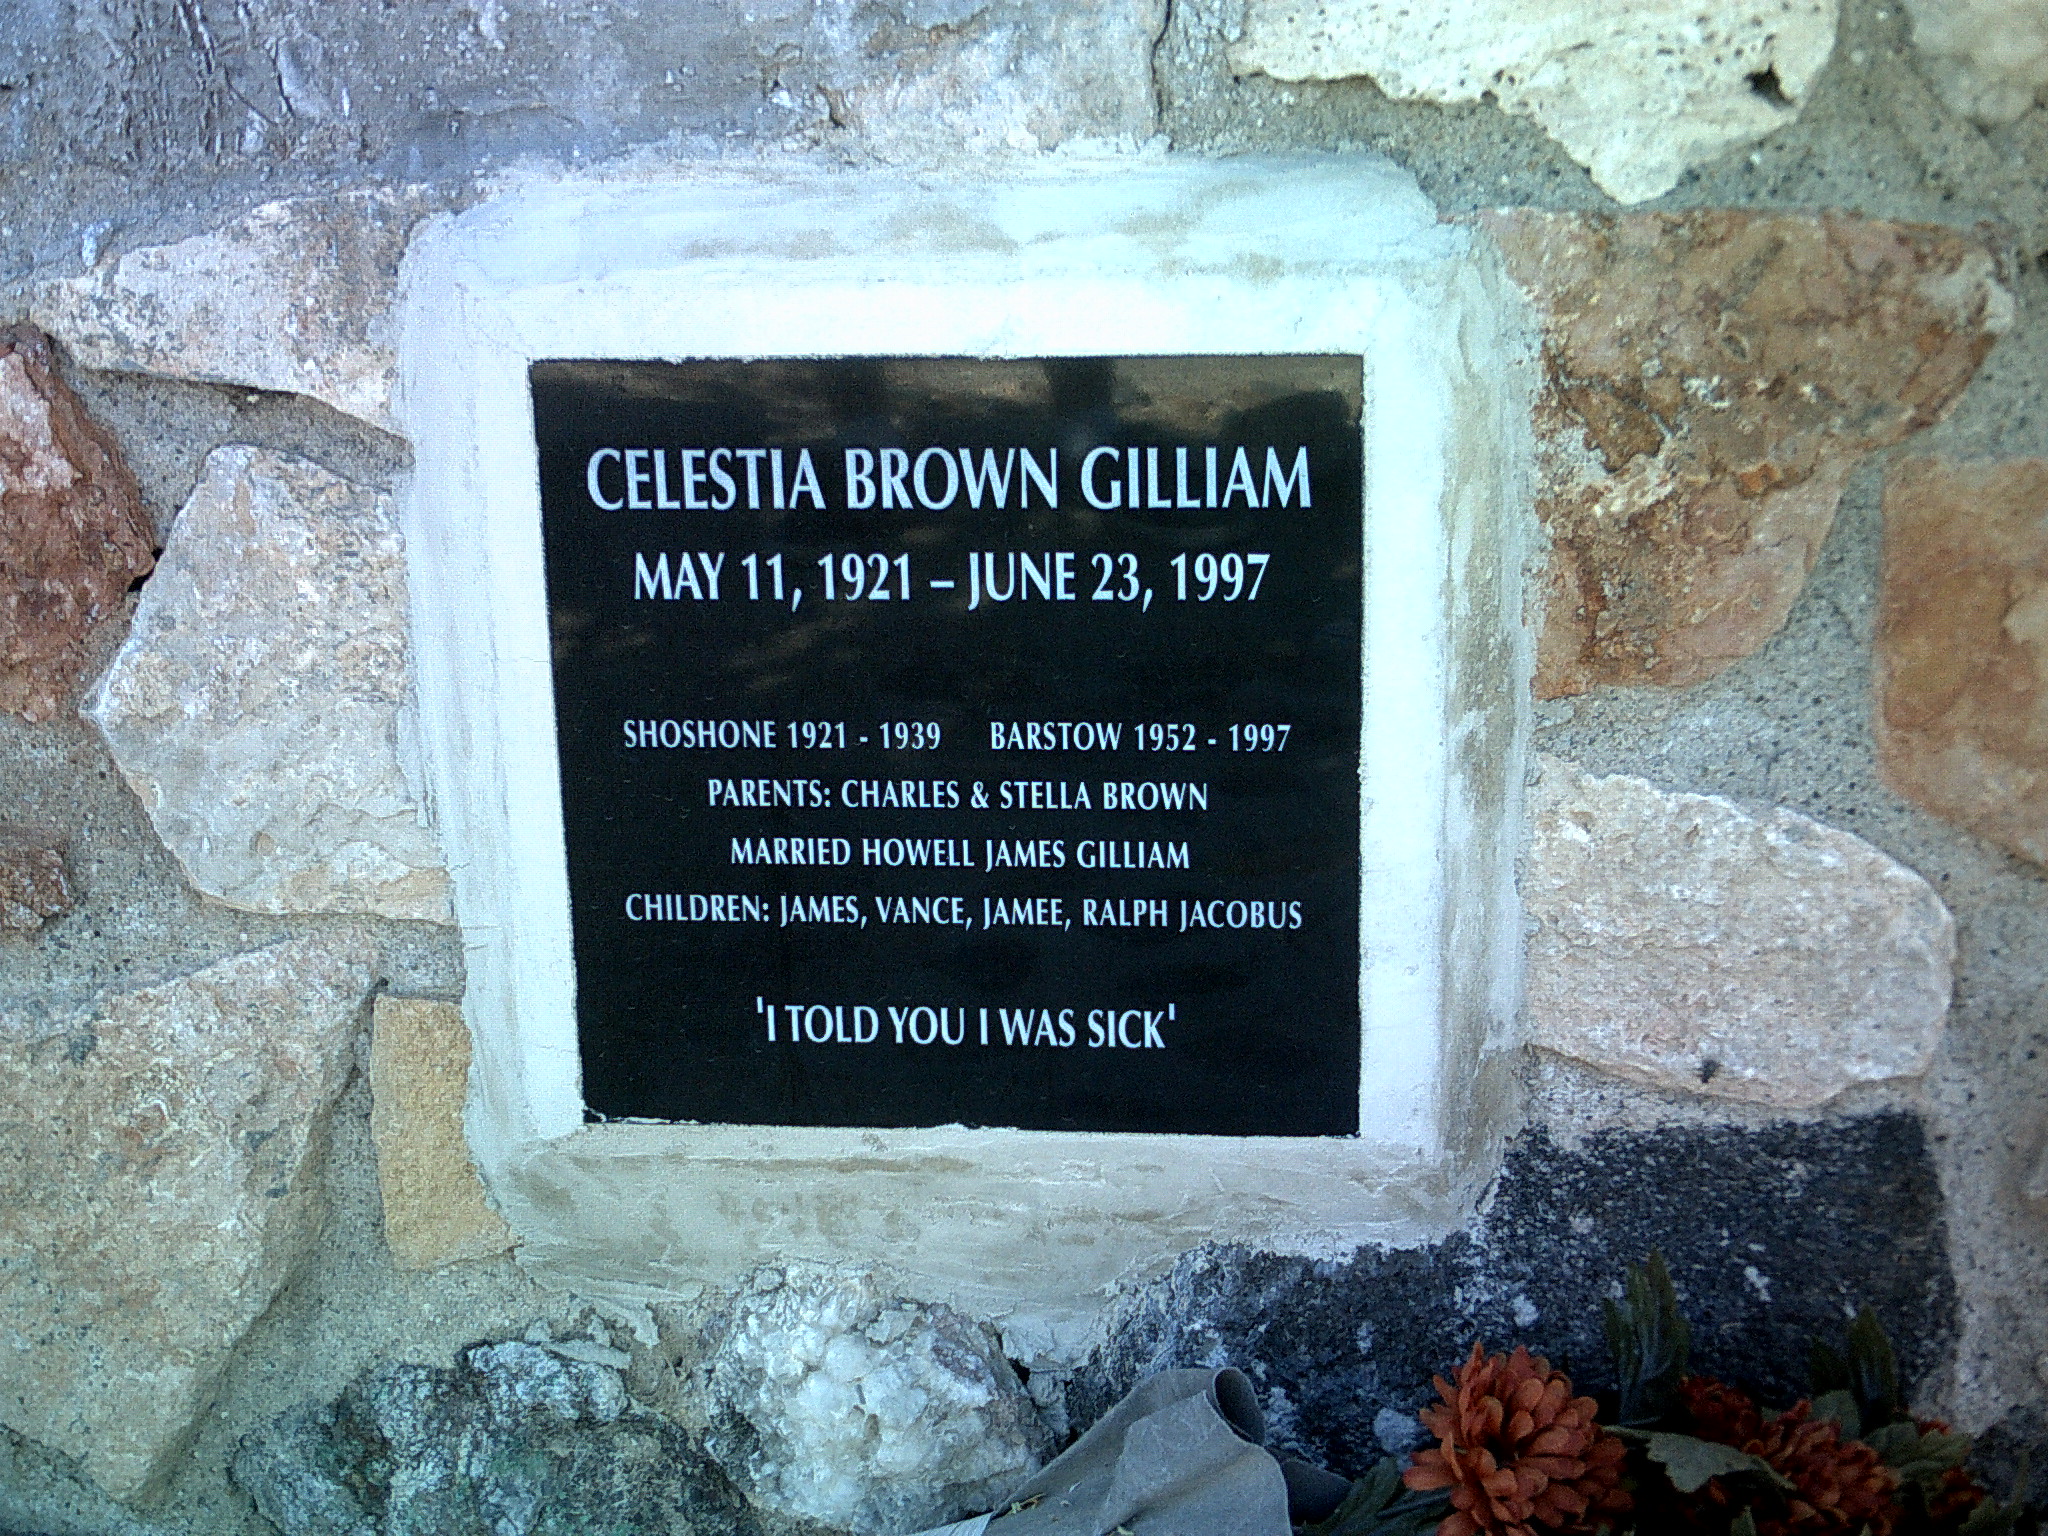 CELESTIA BROWN GILLIAM
MAY 11, 1921 – JUNE 23, 1997
SHOSHONE 1921 - 1939 BARSTOW 1952 - 1997
PARENTS: CHARLES & STELLA BROWN
MARRIED HOWELL JAMES GILLIAM
CHILDREN: JAMES, VANCE, JAMEE, RALPH JACOBUS
'I TOLD YOU I WAS SICK'